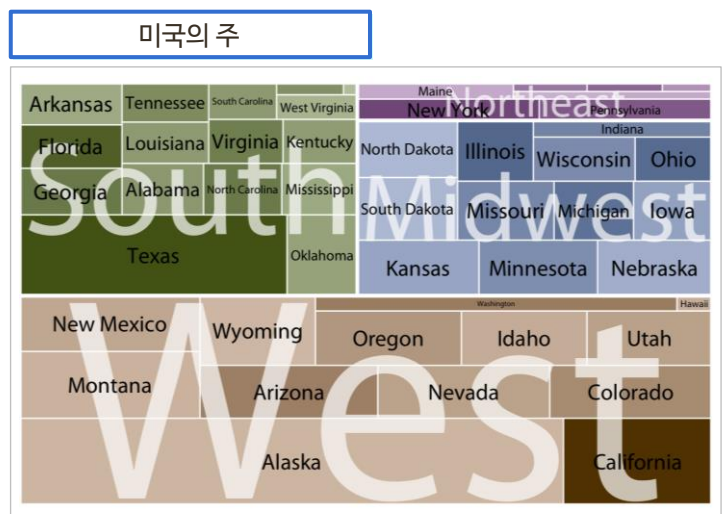 미국의 주
South
Arkansas
Tennessee
South Carolina
West Virginia
Florida
Louisiana
Virginia
Kentucky
Georgia
Alabama
North Carolina
Mississippi
Texas
Oklahoma
Northeast
Maine
New York
Pennsylvania
Midwest
North Dakota
Illinois
Indiana
Wisconsin
Ohio
South Dakota
Missouri
Michigan
Iowa
Kansas
Minnesota
Nebraska
West
New Mexico
Wyoming
Washington
Hawaii
Oregon
Idaho
Utah
Montana
Arizona
Nevada
Colorado
Alaska
California